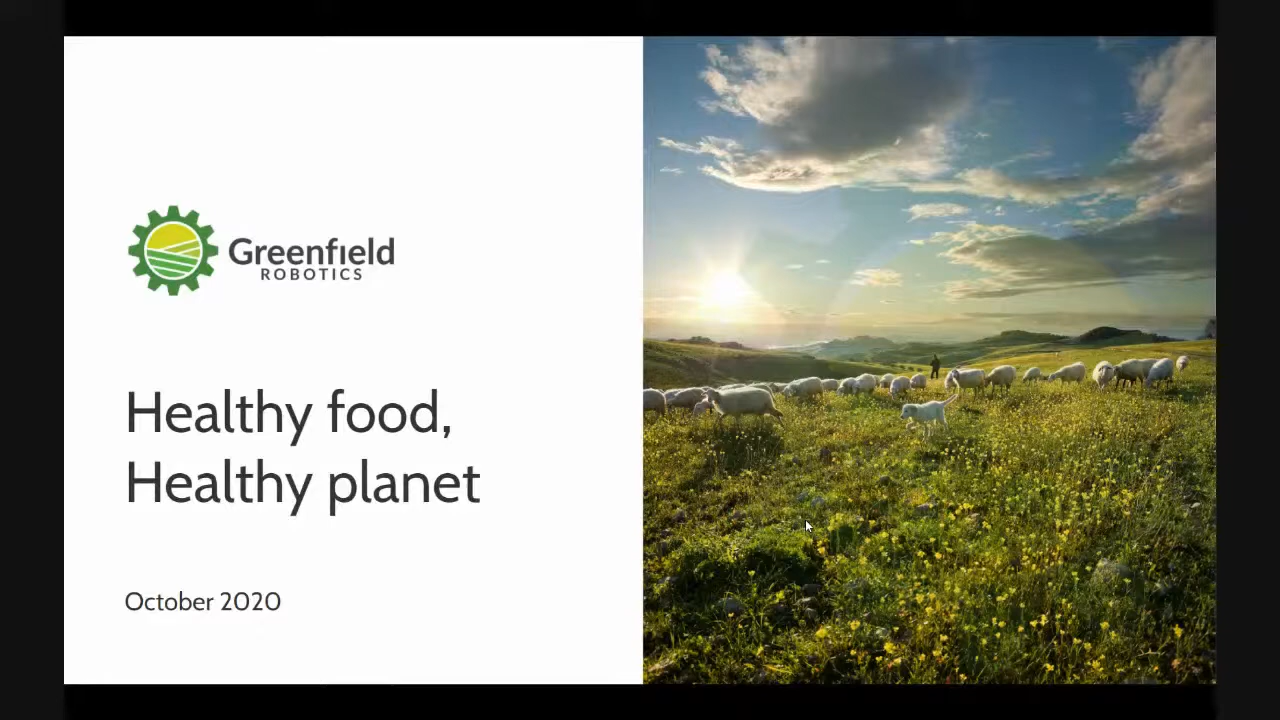 Greenfield
ROBOTICS
Healthy food,
Healthy planet
October 2020